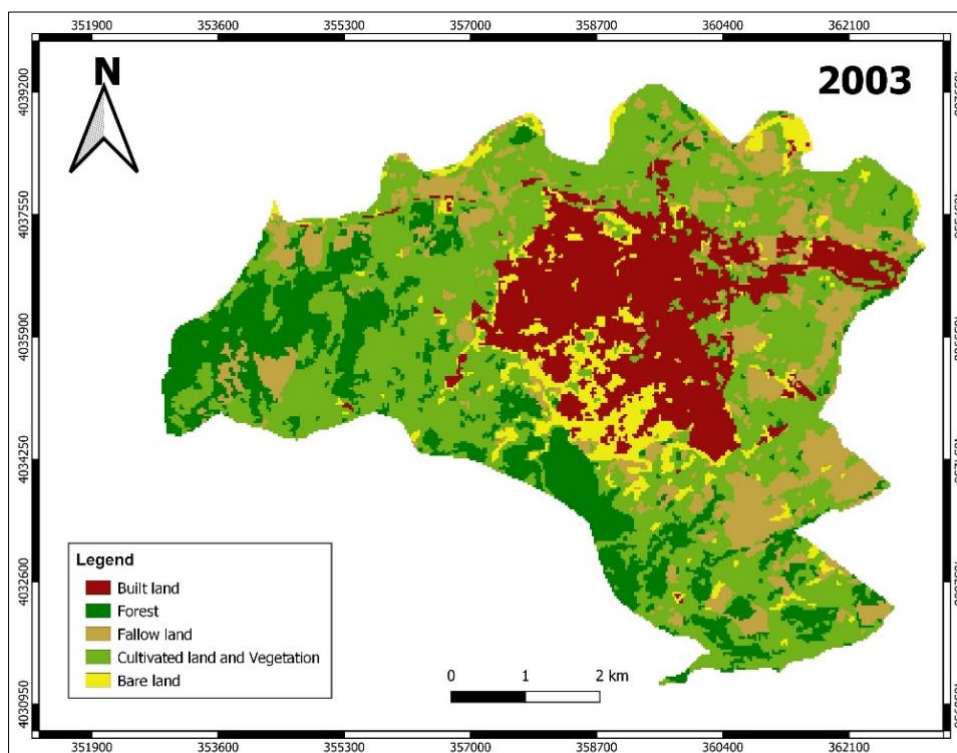 351900 353600 355300 357000 358700 360400 362100
N
2003
4039200
4037550
4035900
4034250
4032600
4030950
Legend
Built land
Forest
Fallow land
Cultivated land and Vegetation
Bare land
0 1 2 km
351900 353600 355300 357000 358700 360400 362100